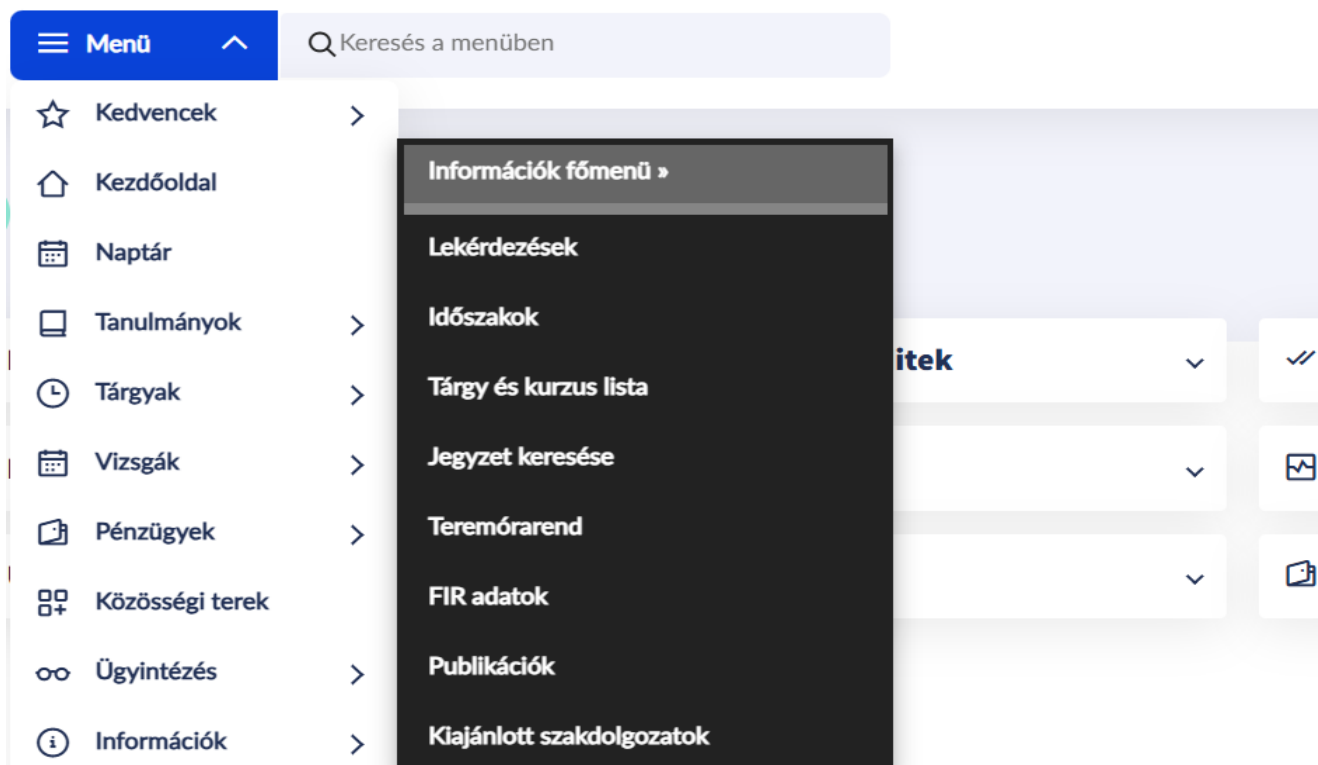 Menü
Keresés a menüben
Kedvencek
Kezdőoldal
Naptár
Tanulmányok
Tárgyak
Vizsgák
Pénzügyek
Közösségi terek
Ügyintézés
Információk
Információk főmenü »
Lekérdezések
Időszakok
Tárgy és kurzus lista
Jegyzet keresése
Teremórarend
FIR adatok
Publikációk
Kiajánlott szakdolgozatok
itek